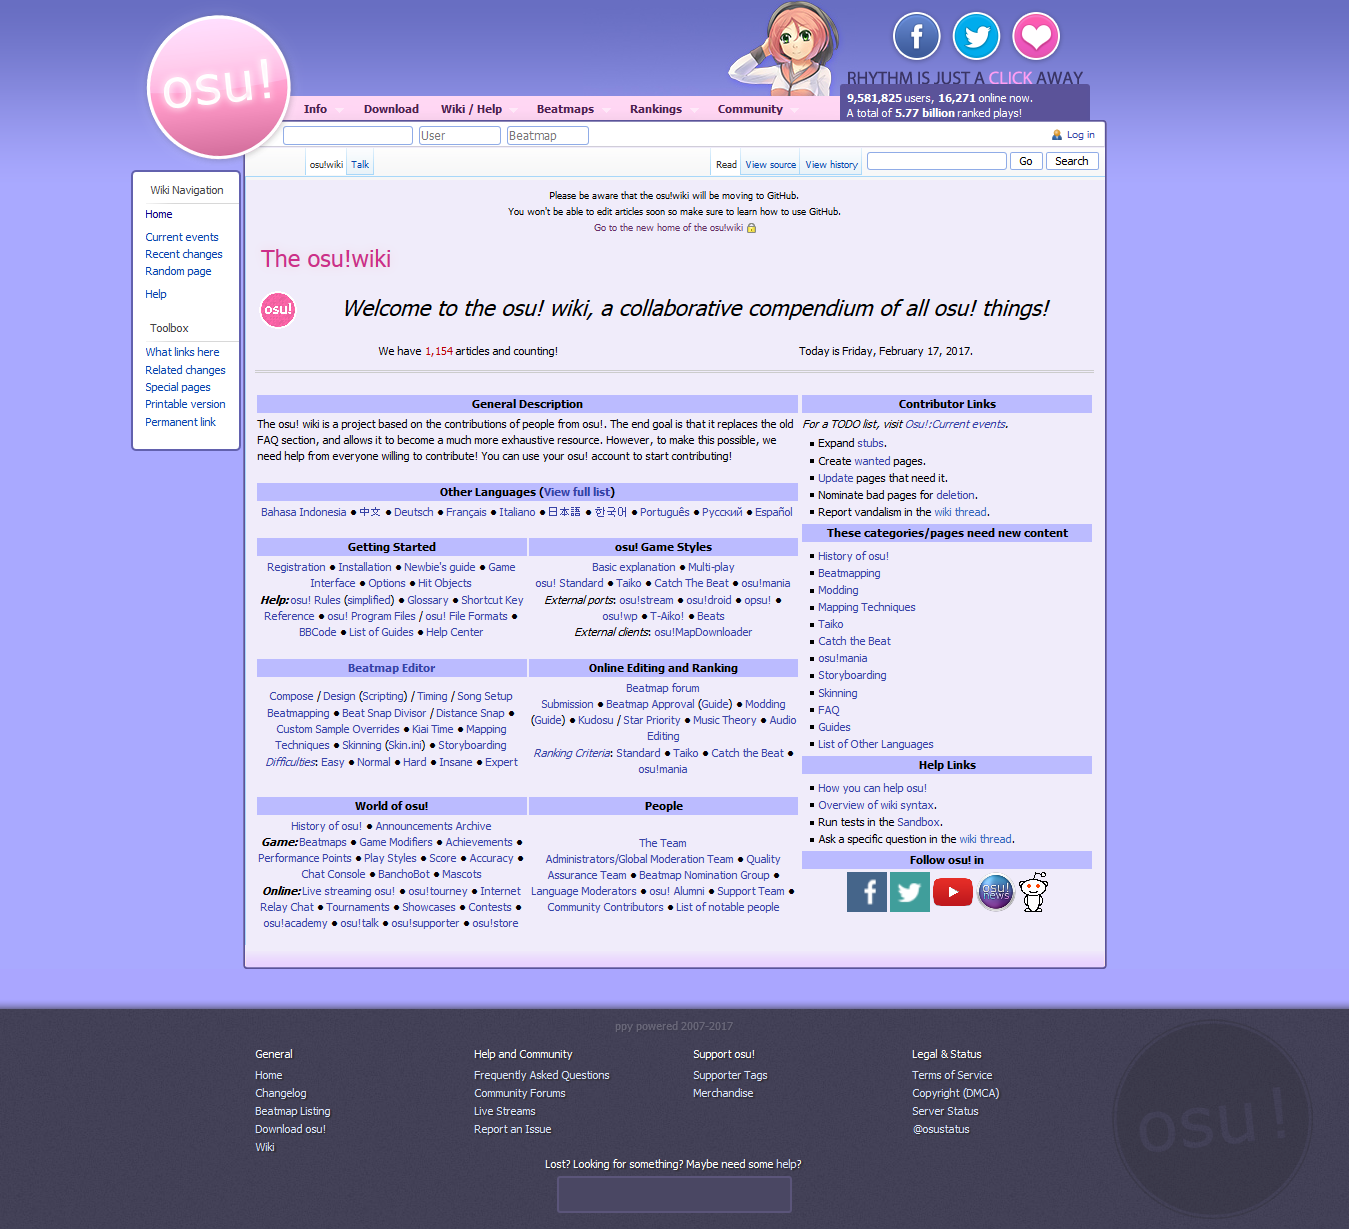 osu!
RHYTHM IS JUST A CLICK AWAY
Info
Download
Wiki / Help
Beatmaps
Rankings
Community
9,581,825 users, 16,271 online now.
A total of 5.77 billion ranked plays!
User
Beatmap
Log in
osu!wiki
Talk
Read
View source
View history
Go
Search
Wiki Navigation
Home
Current events
Recent changes
Random page
Help
Toolbox
What links here
Related changes
Special pages
Printable version
Permanent link
Please be aware that the osu!wiki will be moving to GitHub.
You won't be able to edit articles soon so make sure to learn how to use GitHub.
Go to the new home of the osu!wiki
The osu!wiki
osu!
Welcome to the osu! wiki, a collaborative compendium of all osu! things!
We have 1,154 articles and counting!
Today is Friday, February 17, 2017.
General Description
The osu! wiki is a project based on the contributions of people from osu!. The end goal is that it replaces the old
FAQ section, and allows it to become a much more exhaustive resource. However, to make this possible, we
need help from everyone willing to contribute! You can use your osu! account to start contributing!
Other Languages (View full list)
Bahasa Indonesia ● 中文 ● Deutsch ● Français ● Italiano ● 日本語 ● 한국어 ● Português ● Русский ● Español
Getting Started
Registration ● Installation ● Newbie's guide ● Game
Interface ● Options ● Hit Objects
Help: osu! Rules (simplified) ● Glossary ● Shortcut Key
Reference ● osu! Program Files / osu! File Formats ●
BBCode ● List of Guides ● Help Center
osu! Game Styles
Basic explanation ● Multi-play
osu! Standard ● Taiko ● Catch The Beat ● osu!mania
External ports: osu!stream ● osu!droid ● opsu! ●
osu!wp ● T-Aiko! ● Beats
External clients: osu!MapDownloader
Beatmap Editor
Compose / Design (Scripting) / Timing / Song Setup
Beatmapping ● Beat Snap Divisor / Distance Snap ●
Custom Sample Overrides ● Kiai Time ● Mapping
Techniques ● Skinning (Skin.ini) ● Storyboarding
Difficulties: Easy ● Normal ● Hard ● Insane ● Expert
Online Editing and Ranking
Beatmap forum
Submission ● Beatmap Approval (Guide) ● Modding
(Guide) ● Kudosu / Star Priority ● Music Theory ● Audio
Editing
Ranking Criteria: Standard ● Taiko ● Catch the Beat ●
osu!mania
World of osu!
History of osu! ● Announcements Archive
Game: Beatmaps ● Game Modifiers ● Achievements ●
Performance Points ● Play Styles ● Score ● Accuracy ●
Chat Console ● BanchoBot ● Mascots
Online: Live streaming osu! ● osu!tourney ● Internet
Relay Chat ● Tournaments ● Showcases ● Contests ●
osu!academy ● osu!talk ● osu!supporter ● osu!store
People
The Team
Administrators/Global Moderation Team ● Quality
Assurance Team ● Beatmap Nomination Group ●
Language Moderators ● osu! Alumni ● Support Team ●
Community Contributors ● List of notable people
Contributor Links
For a TODO list, visit Osu!:Current events.
Expand stubs.
Create wanted pages.
Update pages that need it.
Nominate bad pages for deletion.
Report vandalism in the wiki thread.
These categories/pages need new content
History of osu!
Beatmapping
Modding
Mapping Techniques
Taiko
Catch the Beat
osu!mania
Storyboarding
Skinning
FAQ
Guides
List of Other Languages
Help Links
How you can help osu!
Overview of wiki syntax.
Run tests in the Sandbox.
Ask a specific question in the wiki thread.
Follow osu! in
osu!
news
ppy powered 2007-2017
General
Home
Changelog
Beatmap Listing
Download osu!
Wiki
Help and Community
Frequently Asked Questions
Community Forums
Live Streams
Report an Issue
Support osu!
Supporter Tags
Merchandise
Legal & Status
Terms of Service
Copyright (DMCA)
Server Status
@osustatus
osu!
Lost? Looking for something? Maybe need some help?